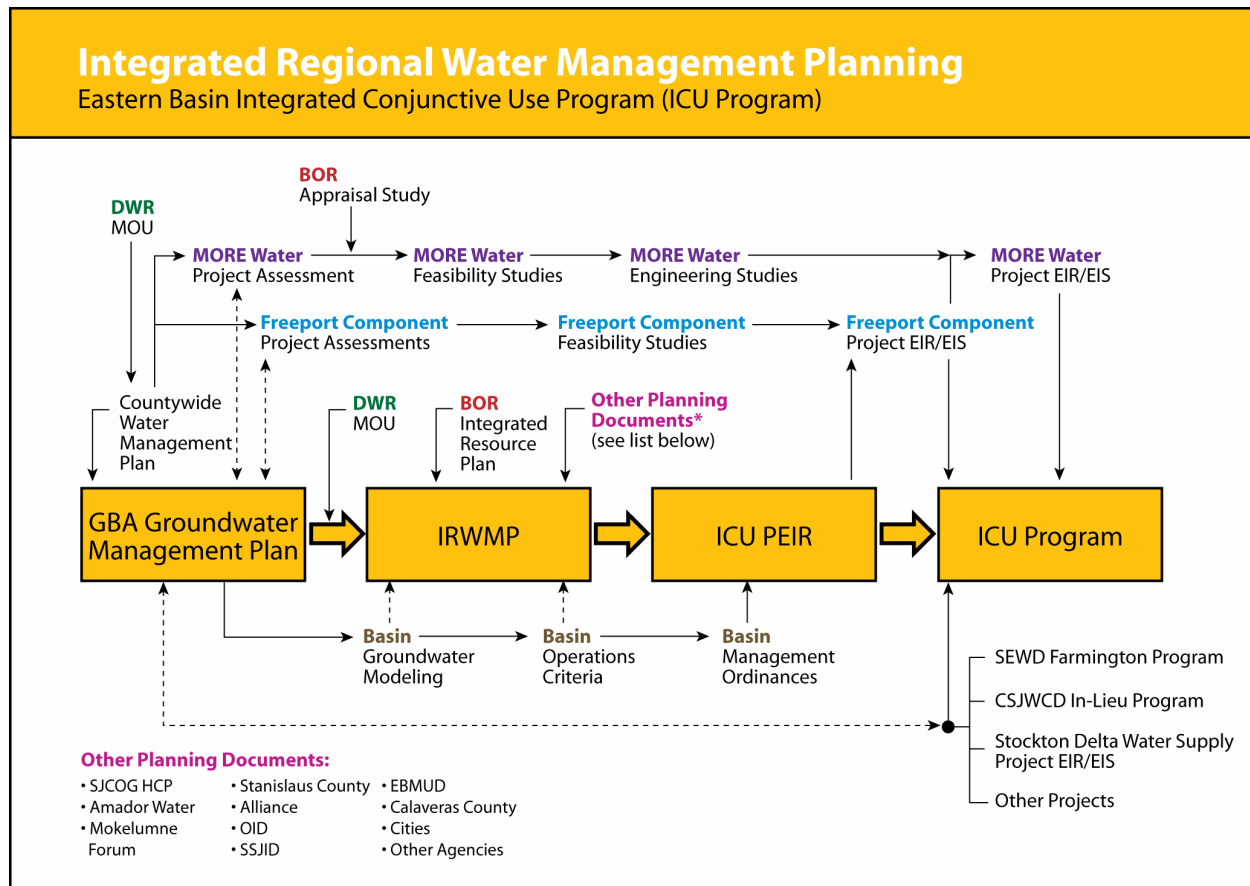 Integrated Regional Water Management Planning
Eastern Basin Integrated Conjunctive Use Program (ICU Program)
BOR
Appraisal Study
DWR
MOU
MORE Water
Project Assessment
MORE Water
Feasibility Studies
MORE Water
Engineering Studies
MORE Water
Project EIR/EIS
Freeport Component
Project Assessments
Freeport Component
Feasibility Studies
Freeport Component
Project EIR/EIS
Countywide
Water
Management
Plan
DWR
MOU
BOR
Integrated
Resource
Plan
Other Planning
Documents*
(see list below)
GBA Groundwater
Management Plan
IRWMP
ICU PEIR
ICU Program
Basin
Groundwater
Modeling
Basin
Operations
Criteria
Basin
Management
Ordinances
SEWD Farmington Program
CSJWCD In-Lieu Program
Stockton Delta Water Supply
Project EIR/EIS
Other Projects
Other Planning Documents:
• SJCOG HCP
• Amador Water
• Mokelumne
Forum
• Stanislaus County
• Alliance
• OID
• SSJID
• EBMUD
• Calaveras County
• Cities
• Other Agencies